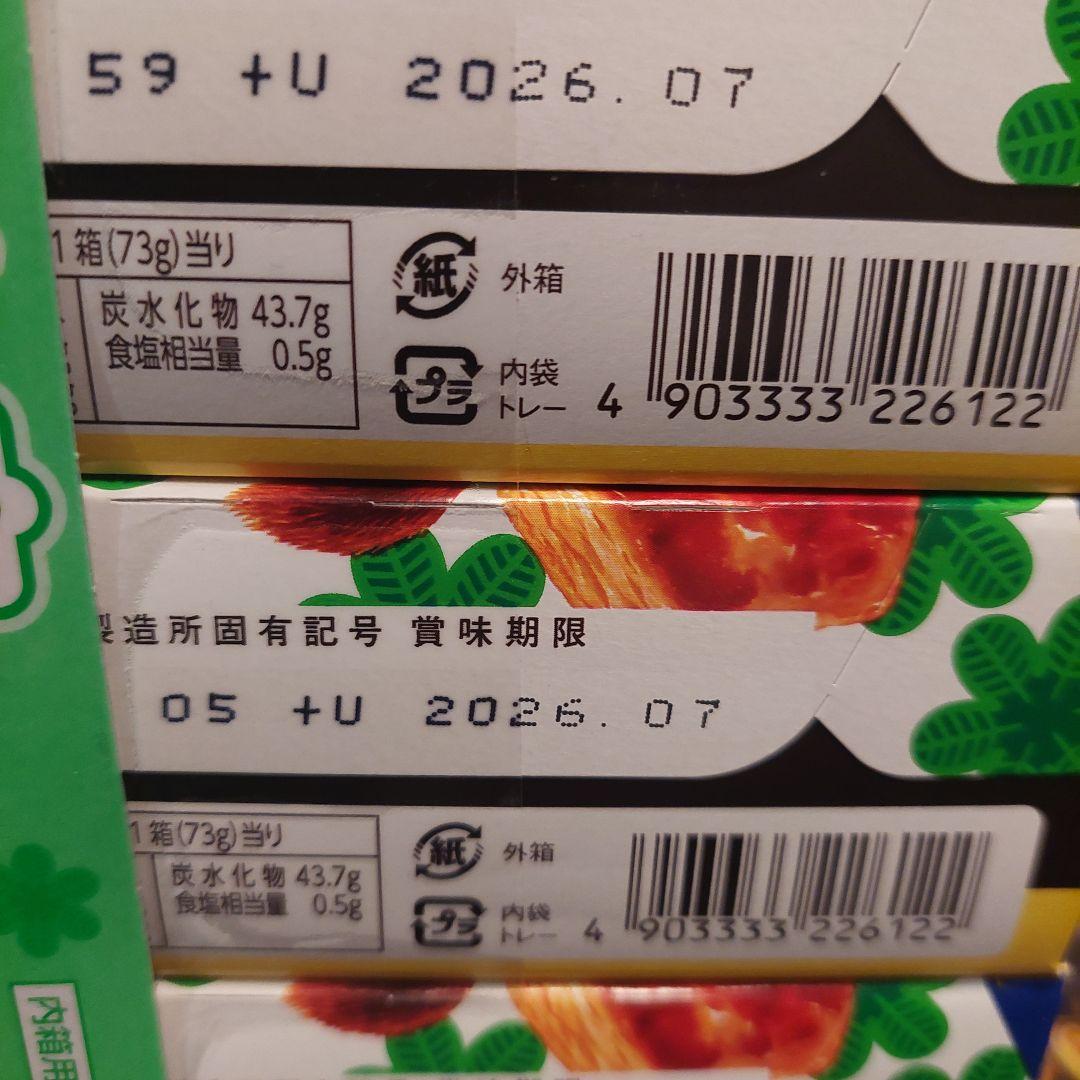 59 +U 2026.07
1箱(73g)当り
炭水化物 43.7g
食塩相当量 0.5g
紙 外箱
プラ 内袋
トレー
4 903333 226122
製造所固有記号 賞味期限
05 +U 2026.07
1箱(73g)当り
炭水化物 43.7g
食塩相当量 0.5g
紙 外箱
プラ 内袋
トレー
4 903333 226122
内箱用